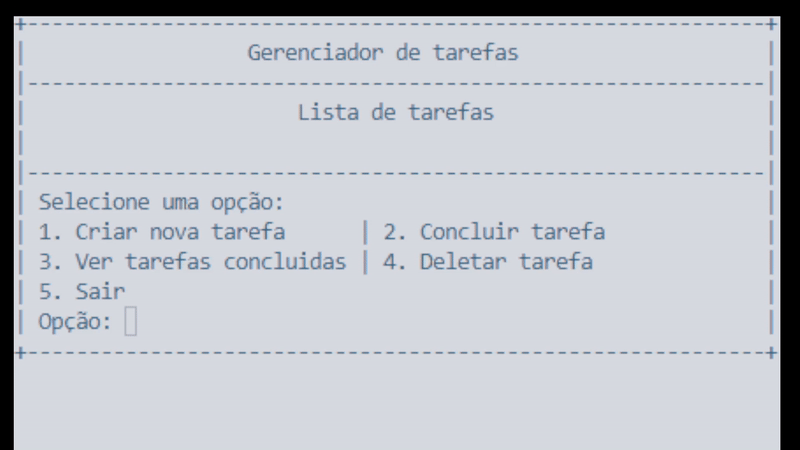 Gerenciador de tarefas
Lista de tarefas
Selecione uma opção:
1. Criar nova tarefa | 2. Concluir tarefa
3. Ver tarefas concluidas | 4. Deletar tarefa
5. Sair
Opção: